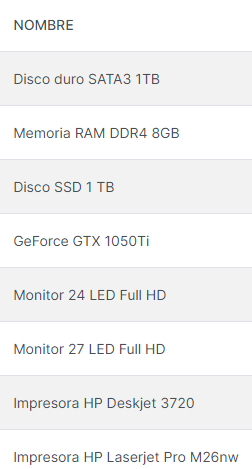 NOMBRE
Disco duro SATA3 1TB
Memoria RAM DDR4 8GB
Disco SSD 1 TB
GeForce GTX 1050Ti
Monitor 24 LED Full HD
Monitor 27 LED Full HD
Impresora HP Deskjet 3720
Impresora HP Laserjet Pro M26nw